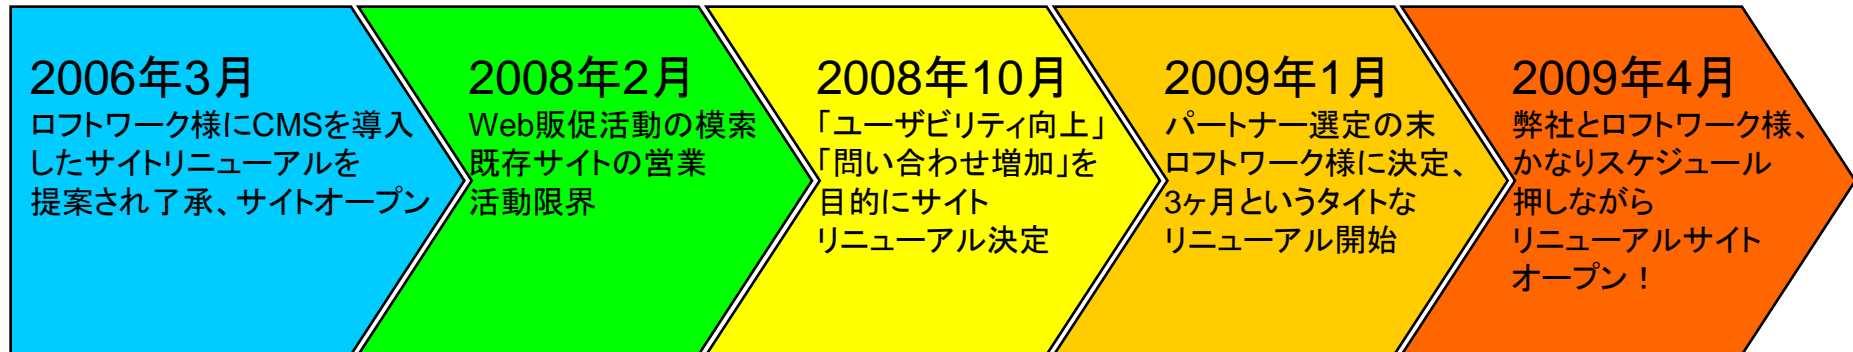 2006年3月
ロフトワーク様にCMSを導入
したサイトリニューアルを
提案され了承、サイトオープン
2008年2月
Web販促活動の模索
既存サイトの営業
活動限界
2008年10月
「ユーザビリティ向上」
「問い合わせ増加」を
目的にサイト
リニューアル決定
2009年1月
パートナー選定の末
ロフトワーク様に決定、
3ヶ月というタイトな
リニューアル開始
2009年4月
弊社とロフトワーク様、
かなりスケジュール
押しながら
リニューアルサイト
オープン！